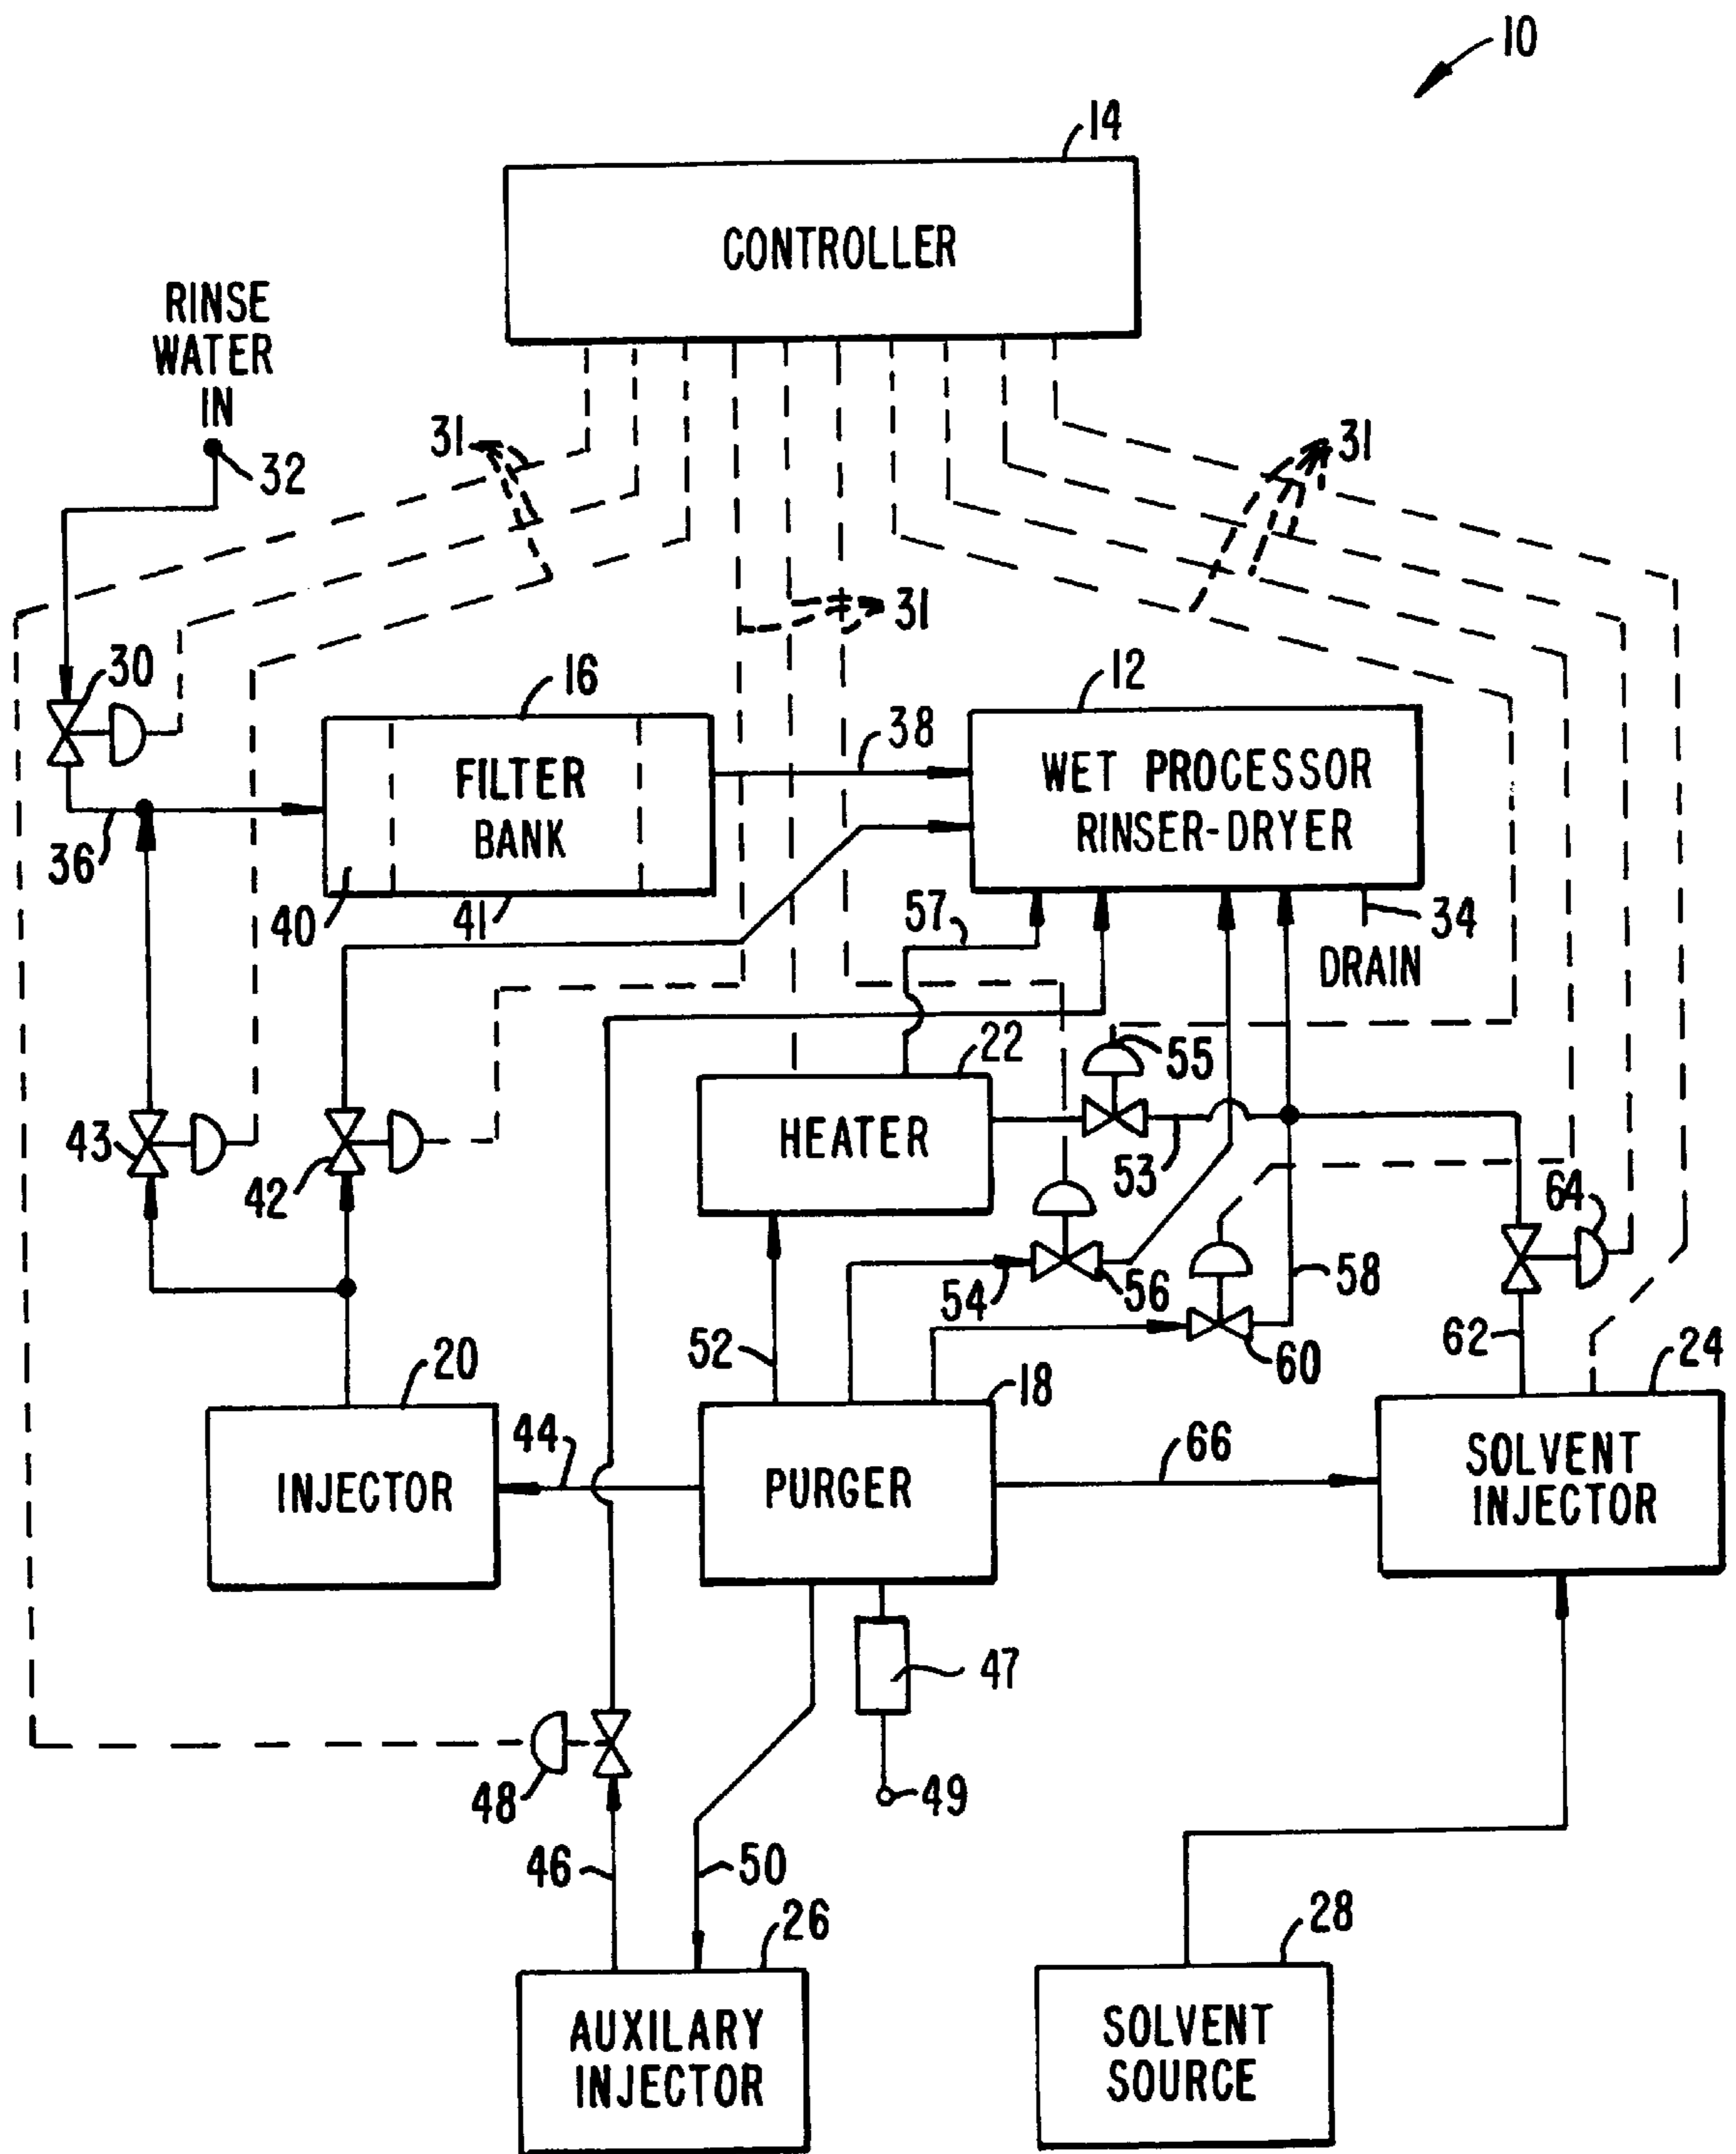 10
14
CONTROLLER
RINSE
WATER
IN
32
31
31
31
30
16
12
FILTER
BANK
38
WET PROCESSOR
RINSER-DRYER
36
40
41
57
34
DRAIN
22
55
HEATER
43
42
53
64
54
56
58
52
60
62
20
18
24
44
66
INJECTOR
PURGER
SOLVENT
INJECTOR
47
48
49
46
50
26
28
AUXILARY
INJECTOR
SOLVENT
SOURCE